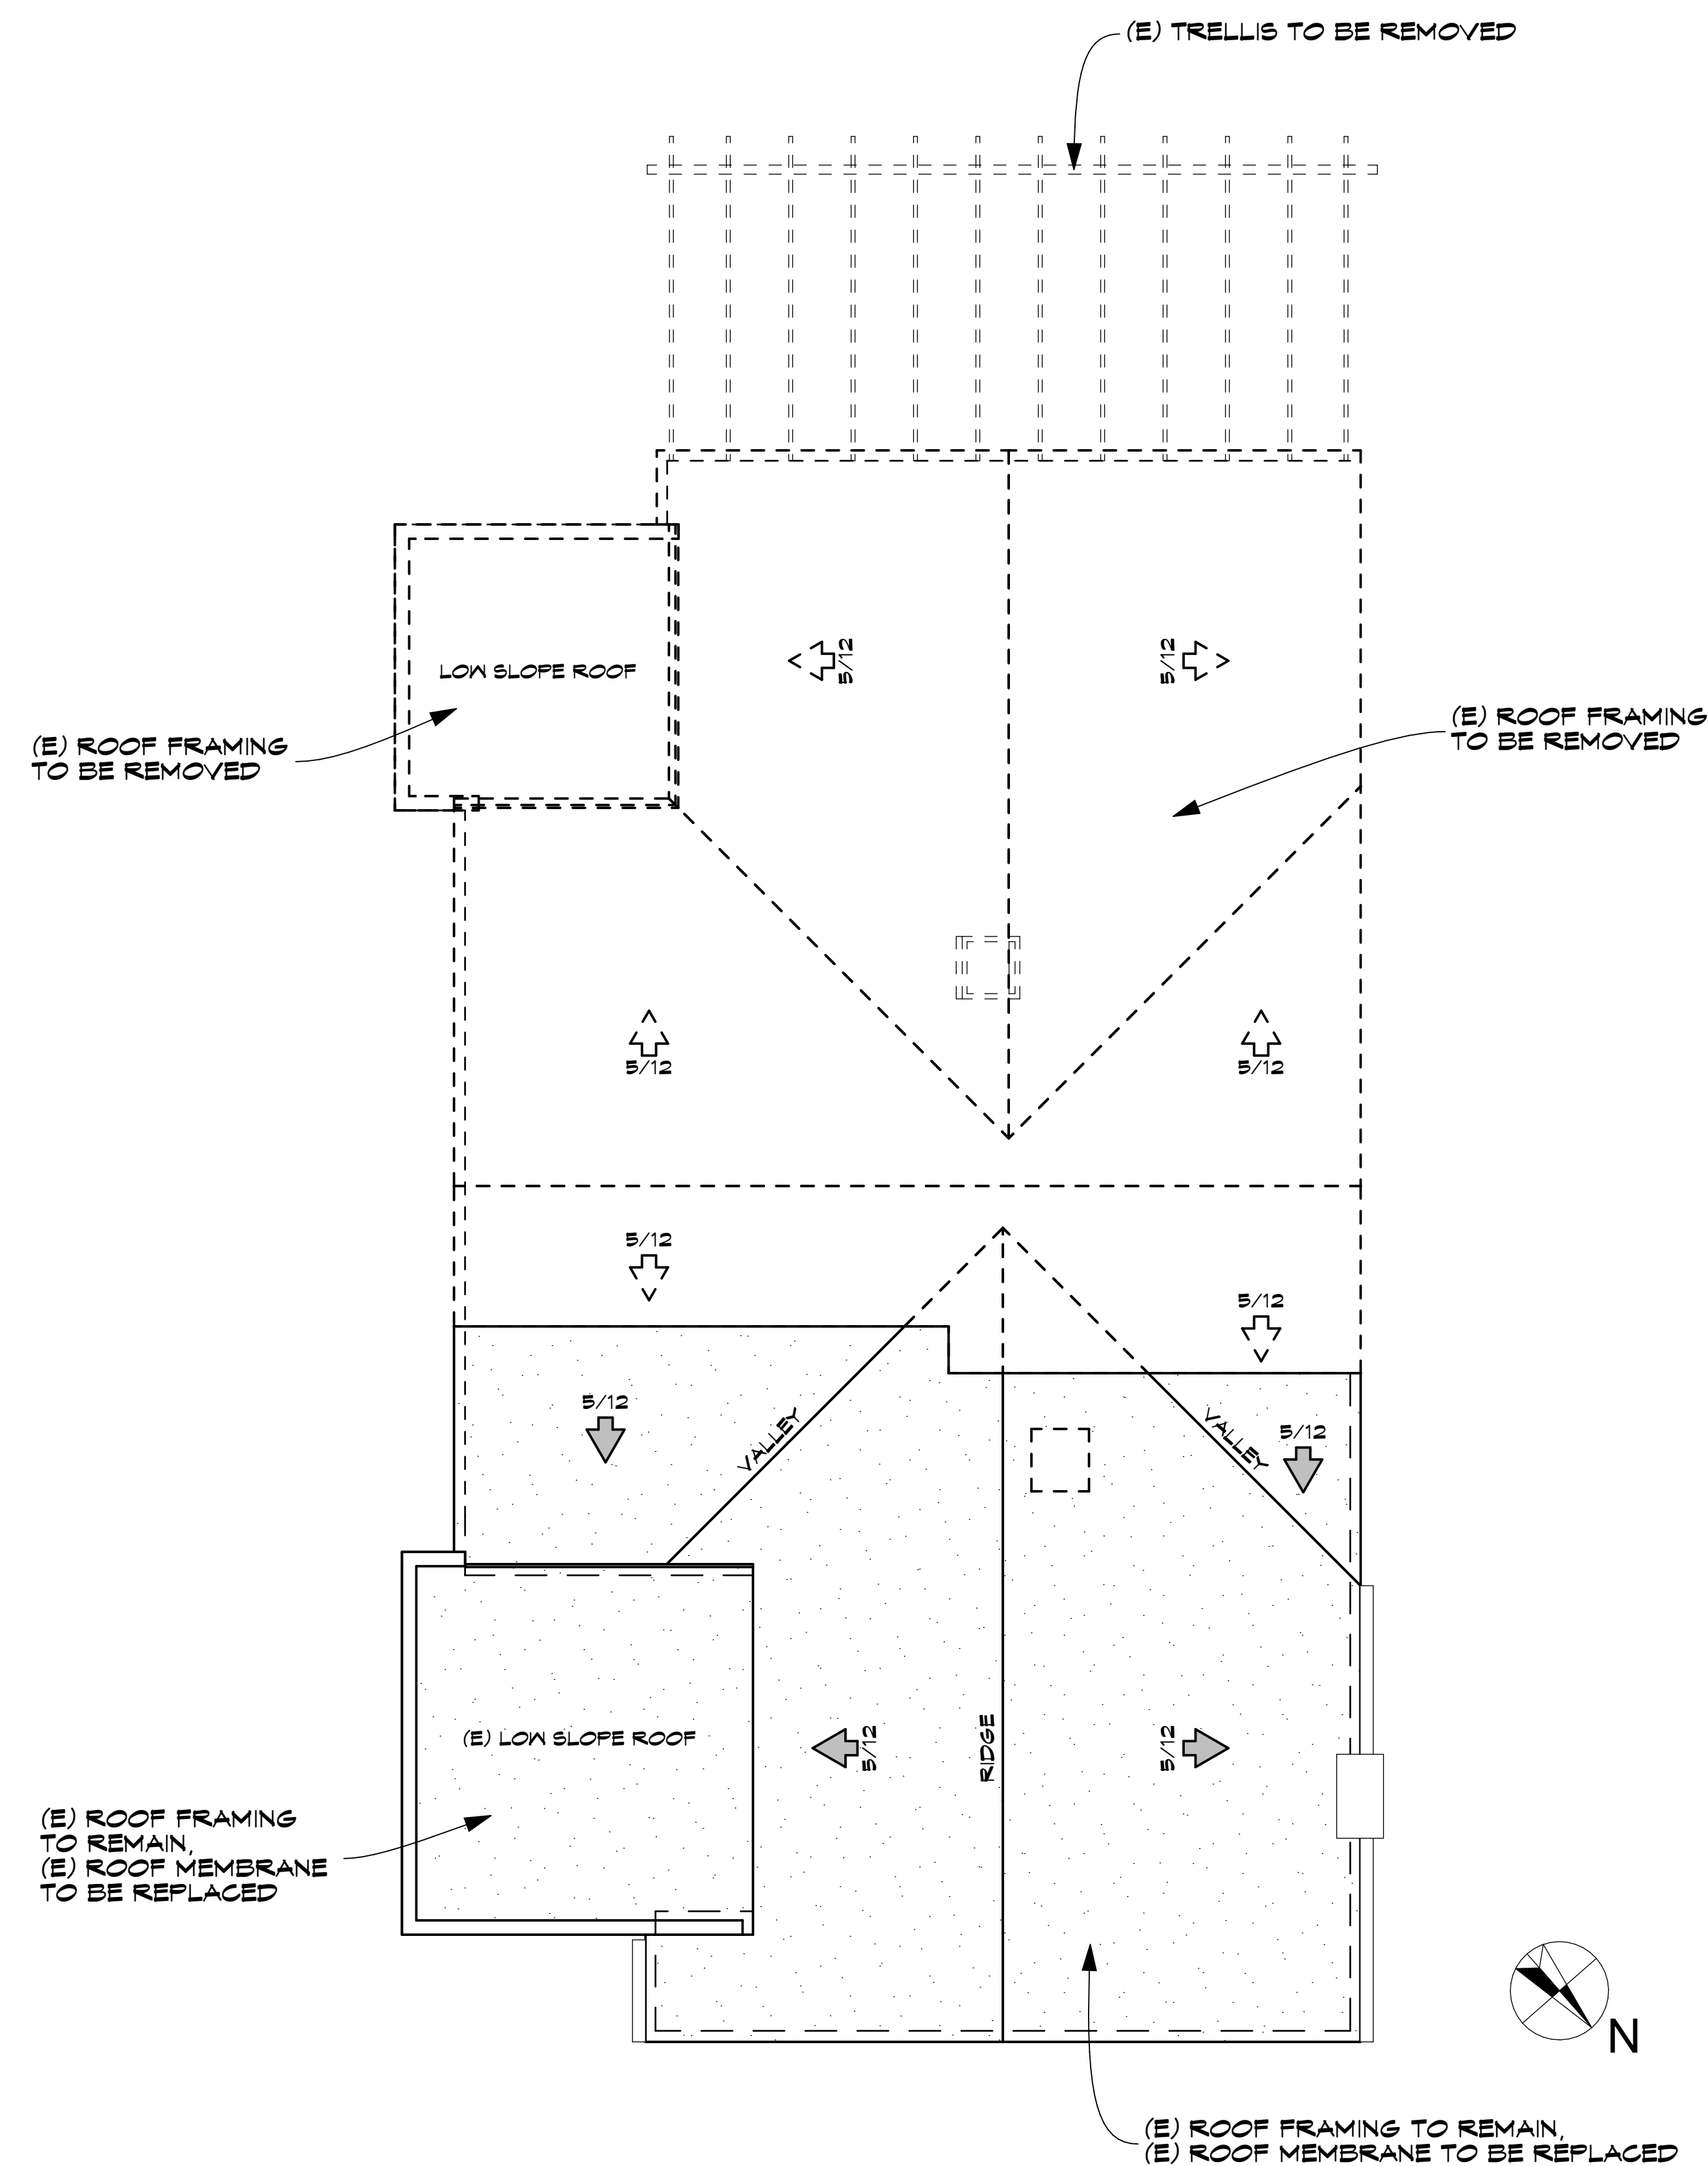 (E) TRELLIS TO BE REMOVED
5/12
5/12
LOW SLOPE ROOF
(E) ROOF FRAMING
TO BE REMOVED
(E) ROOF FRAMING
TO BE REMOVED
5/12
5/12
5/12
5/12
5/12
VALLEY
VALLEY
5/12
(E) LOW SLOPE ROOF
5/12
RIDGE
5/12
(E) ROOF FRAMING
TO REMAIN,
(E) ROOF MEMBRANE
TO BE REPLACED
N
(E) ROOF FRAMING TO REMAIN,
(E) ROOF MEMBRANE TO BE REPLACED